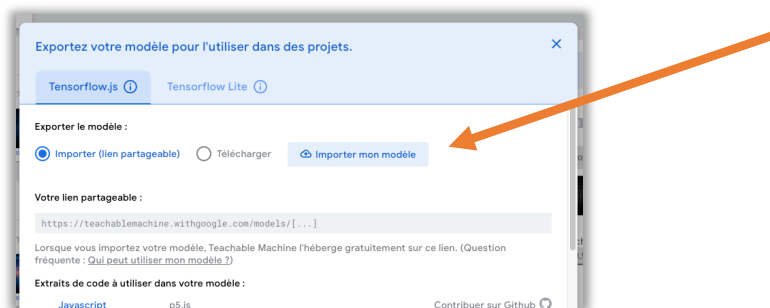 Exportez votre modèle pour l'utiliser dans des projets.
Tensorflow.js
Tensorflow Lite
Exporter le modèle :
Importer (lien partageable)
Télécharger
Importer mon modèle
Votre lien partageable :
https://teachablemachine.withgoogle.com/models/[...]
Lorsque vous importez votre modèle, Teachable Machine l'héberge gratuitement sur ce lien. (Question
fréquente : Qui peut utiliser mon modèle ?)
Extraits de code à utiliser dans votre modèle :
Javascript
p5.js
Contribuer sur Github